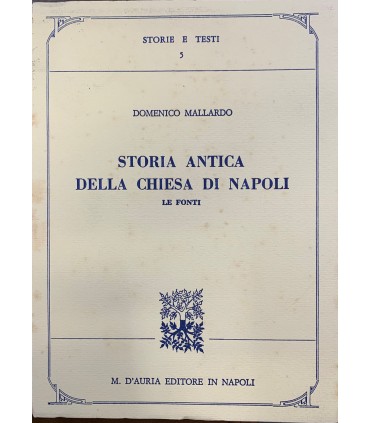 STORIE E TESTI
5
DOMENICO MALLARDO
STORIA ANTICA
DELLA CHIESA DI NAPOLI
LE FONTI
M. D'AURIA EDITORE IN NAPOLI